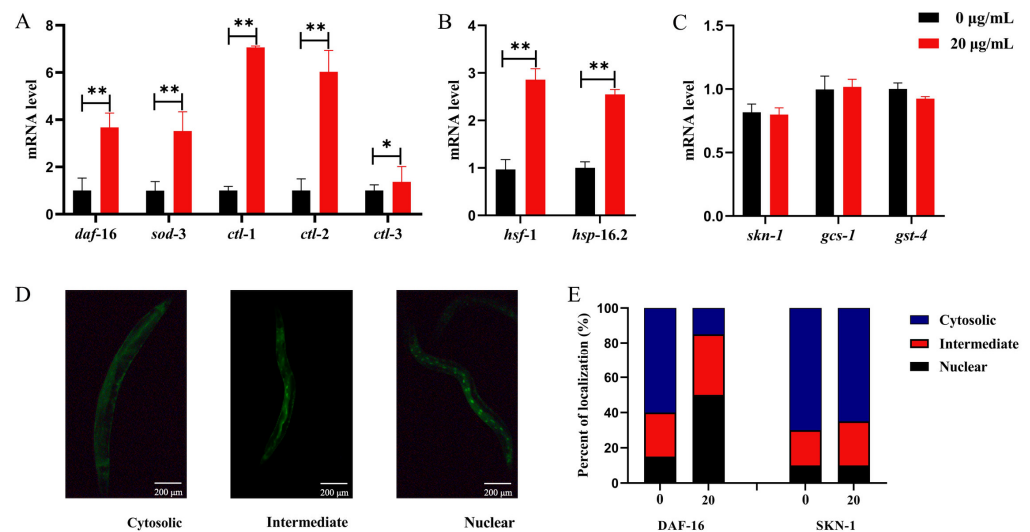 A
B
C
0 μg/mL
20 μg/mL
mRNA level
8
6
4
2
0
**
**
**
**
*
daf-16
sod-3
ctl-1
ctl-2
ctl-3
mRNA level
4
3
2
1
0
**
**
hsf-1
hsp-16.2
mRNA level
1.5
1.0
0.5
0.0
skn-1
gcs-1
gst-4
D
200 μm
200 μm
200 μm
Cytosolic
Intermediate
Nuclear
E
Percent of localization (%)
100
80
60
40
20
0
0
20
0
20
DAF-16
SKN-1
Cytosolic
Intermediate
Nuclear